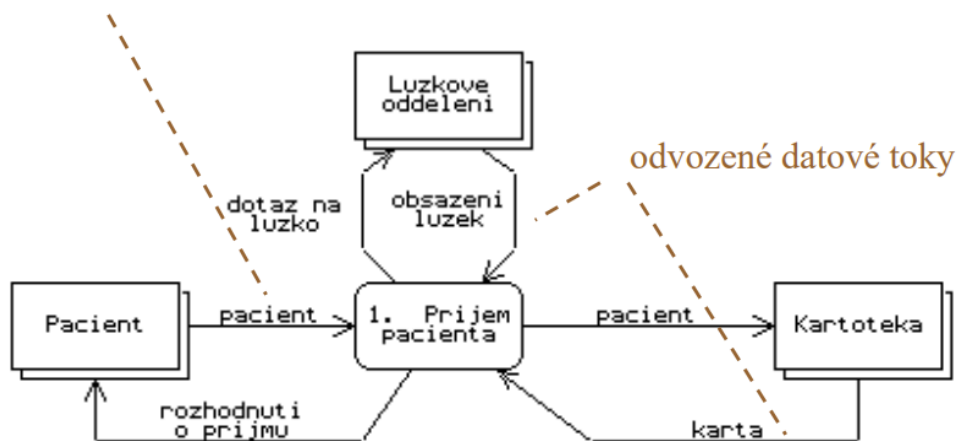 Luzkove
oddeleni
odvozené datové toky
dotaz na
luzko
obsazeni
luzek
Pacient
pacient
1. Prijem
pacienta
pacient
Kartoteka
rozhodnuti
o prijmu
karta